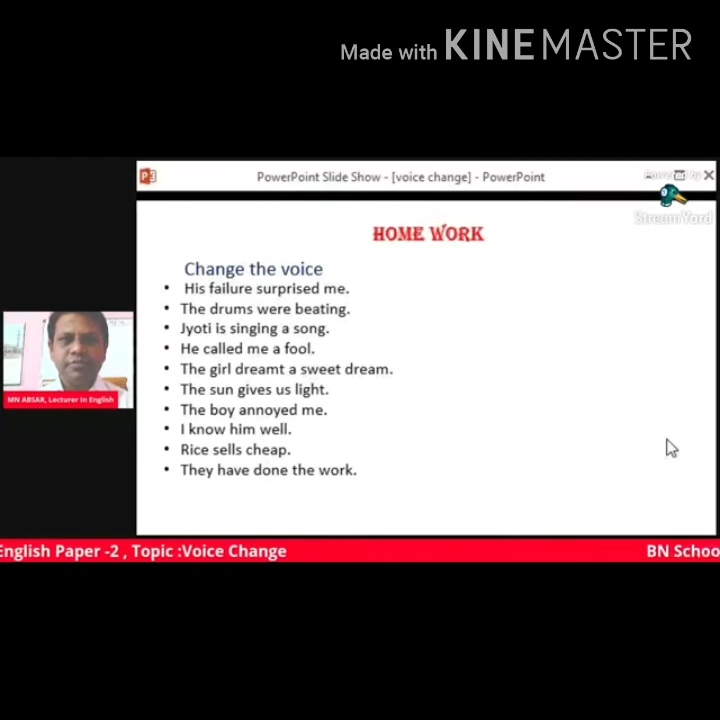 Made with KINEMASTER
PowerPoint Slide Show - [voice change] - PowerPoint
StreamYard
HOME WORK
Change the voice
• His failure surprised me.
• The drums were beating.
• Jyoti is singing a song.
• He called me a fool.
• The girl dreamt a sweet dream.
• The sun gives us light.
• The boy annoyed me.
• I know him well.
• Rice sells cheap.
• They have done the work.
MN ABSAR, Lecturer in English
English Paper -2 , Topic :Voice Change
BN Schoo